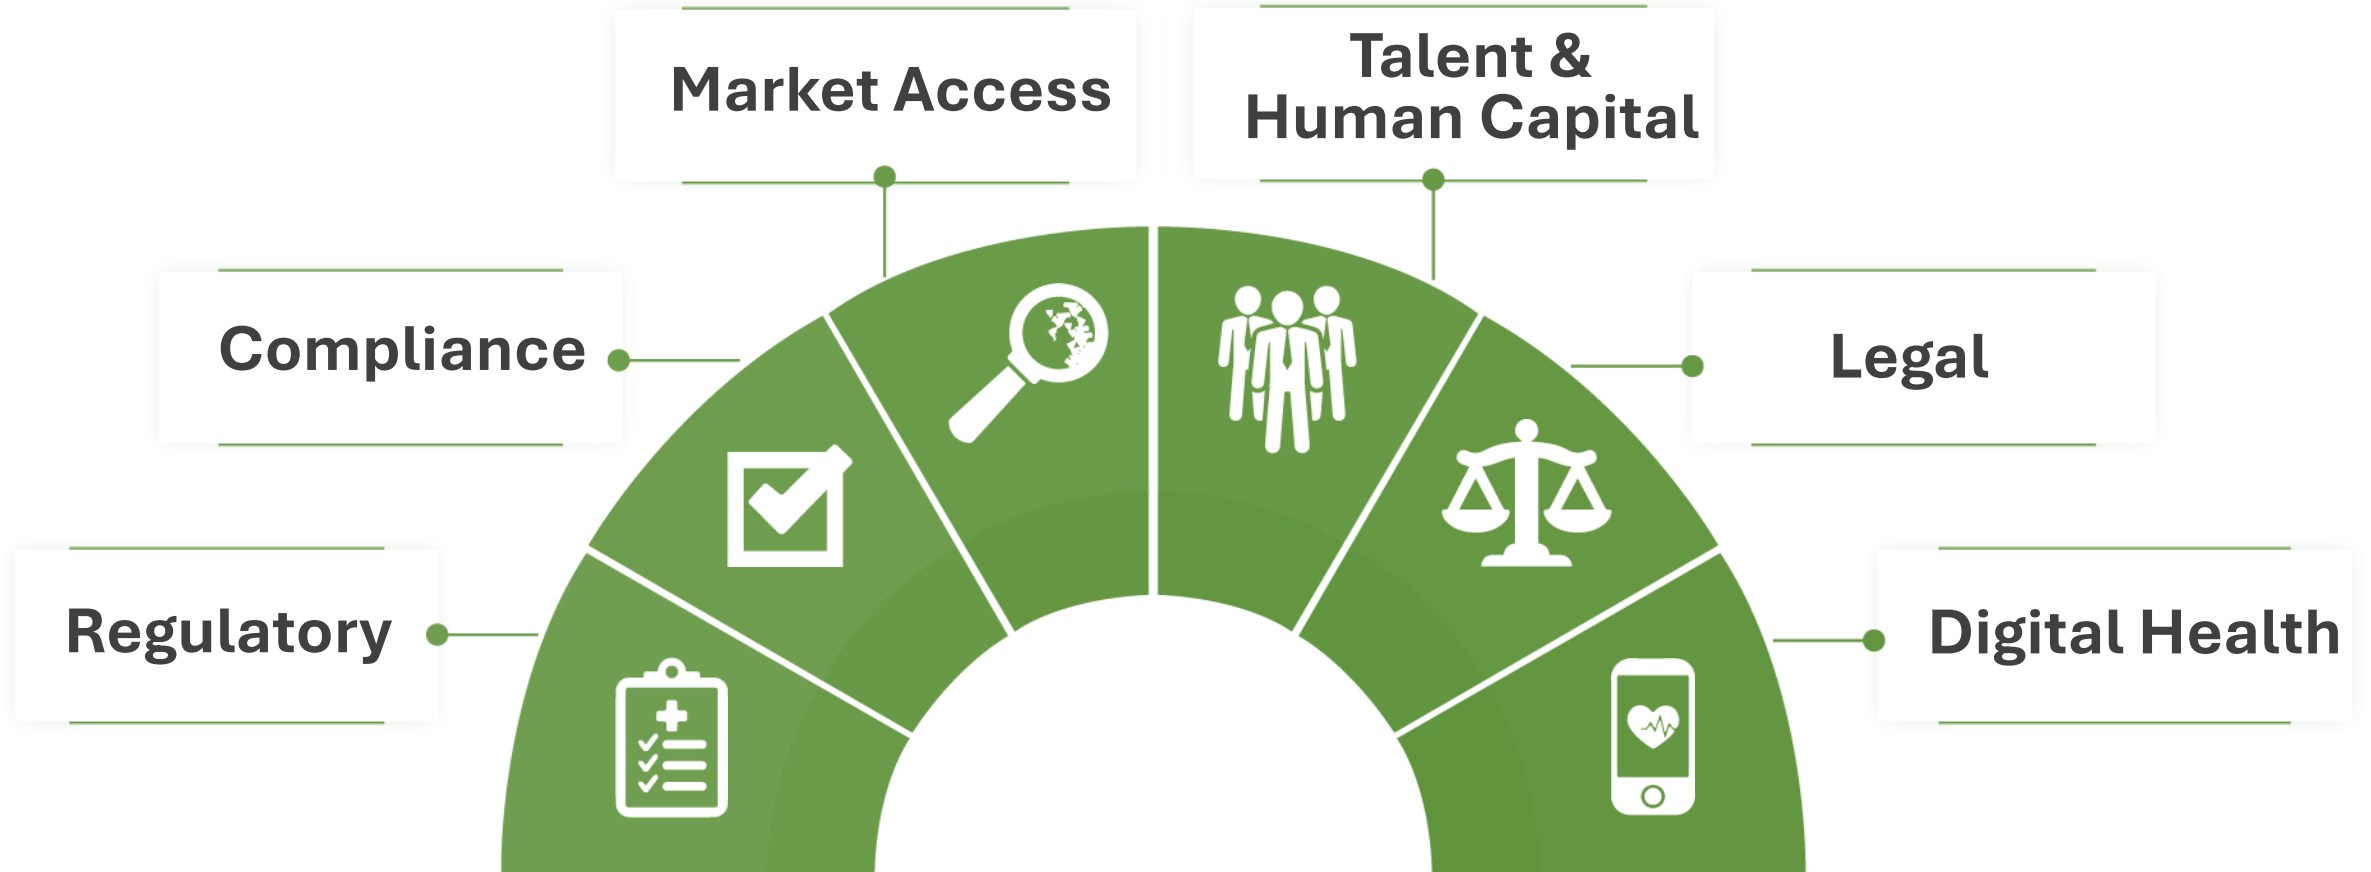 Market Access
Talent &
Human Capital
Compliance
Legal
Regulatory
Digital Health